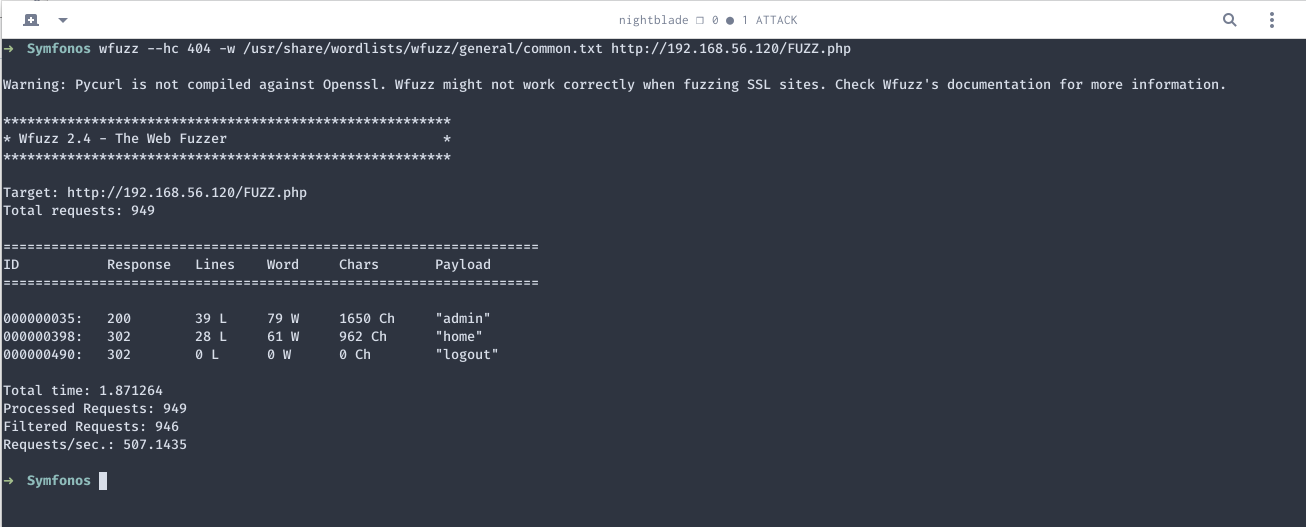 nightblade ❐ 0 ● 1 ATTACK
→ Symfonos wfuzz --hc 404 -w /usr/share/wordlists/wfuzz/general/common.txt http://192.168.56.120/FUZZ.php
Warning: Pycurl is not compiled against Openssl. Wfuzz might not work correctly when fuzzing SSL sites. Check Wfuzz's documentation for more information.
********************************************************
* Wfuzz 2.4 - The Web Fuzzer                           *
********************************************************
Target: http://192.168.56.120/FUZZ.php
Total requests: 949
===================================================================
ID           Response   Lines    Word     Chars       Payload
===================================================================
000000035:   200        39 L     79 W     1650 Ch     "admin"
000000398:   302        28 L     61 W     962 Ch      "home"
000000490:   302        0 L      0 W      0 Ch        "logout"
Total time: 1.871264
Processed Requests: 949
Filtered Requests: 946
Requests/sec.: 507.1435
→ Symfonos